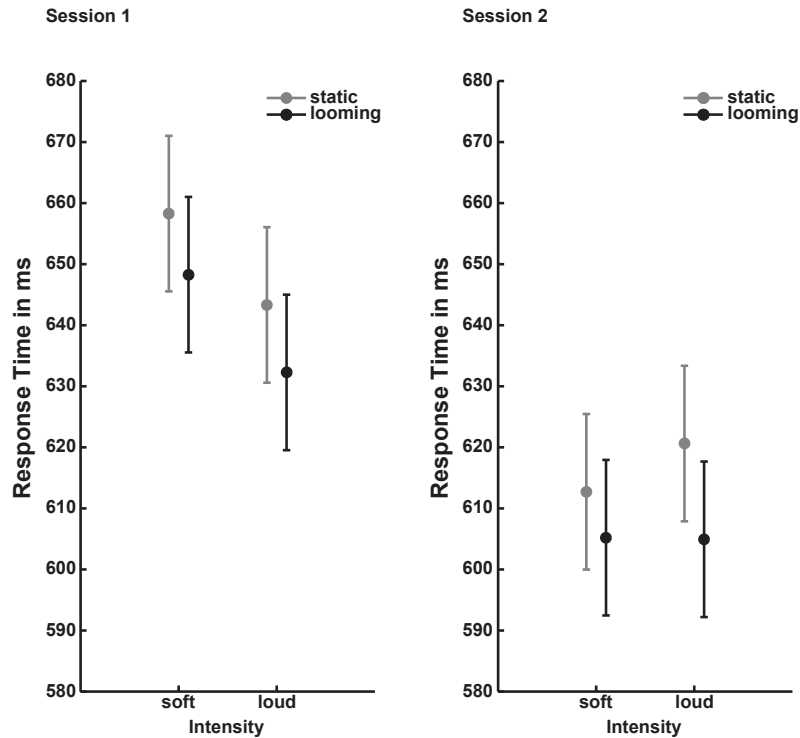 Session 1
680
670
660
650
640
630
620
610
600
590
580
Response Time in ms
static
looming
soft loud
Intensity
Session 2
680
670
660
650
640
630
620
610
600
590
580
Response Time in ms
static
looming
soft loud
Intensity